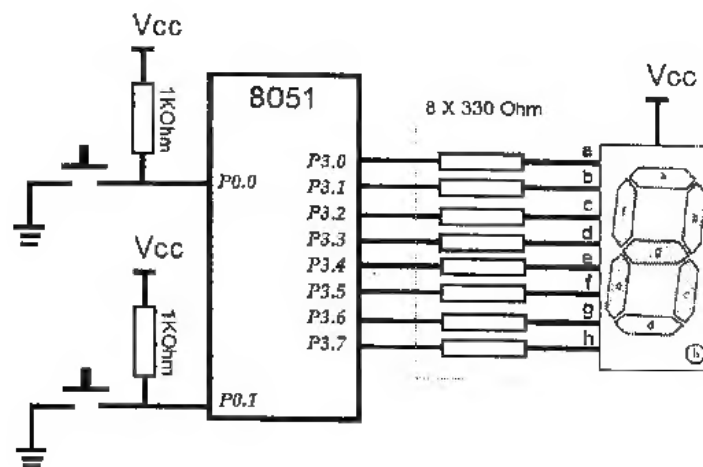 Vcc
Vcc
1KOhm
8051
8 X 330 Ohm
P0.0
P3.0
a
P3.1
b
P3.2
c
P3.3
d
P3.4
e
P3.5
f
P3.6
g
P3.7
h
Vcc
1KOhm
P0.1
a
f
g
d